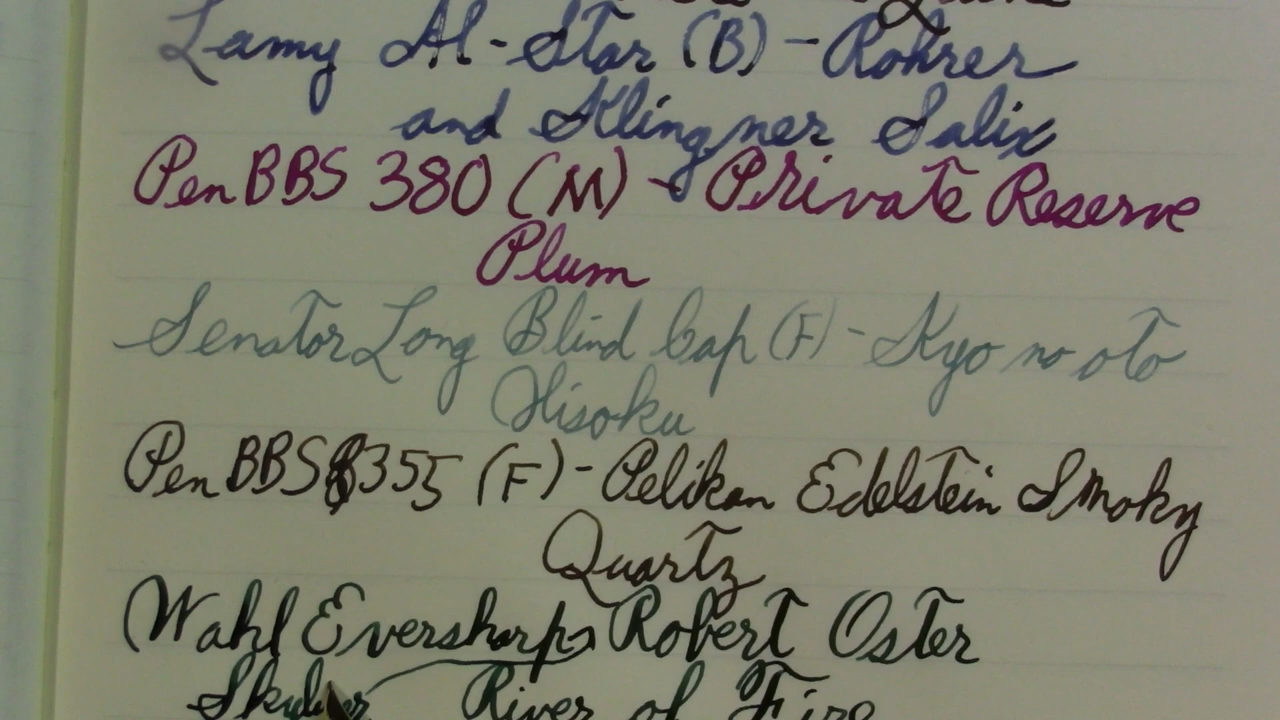 Lamy Al-Star (B) - Rohrer
and Klingner Salix
PenBBS 380 (M) - Private Reserve
Plum
Senator Long Blind Cap (F) - Kyo no oto
Hisoku
PenBBS 355 (F) - Pelikan Edelstein Smoky
Quartz
Wahl Eversharp Robert Oster
River of Fire